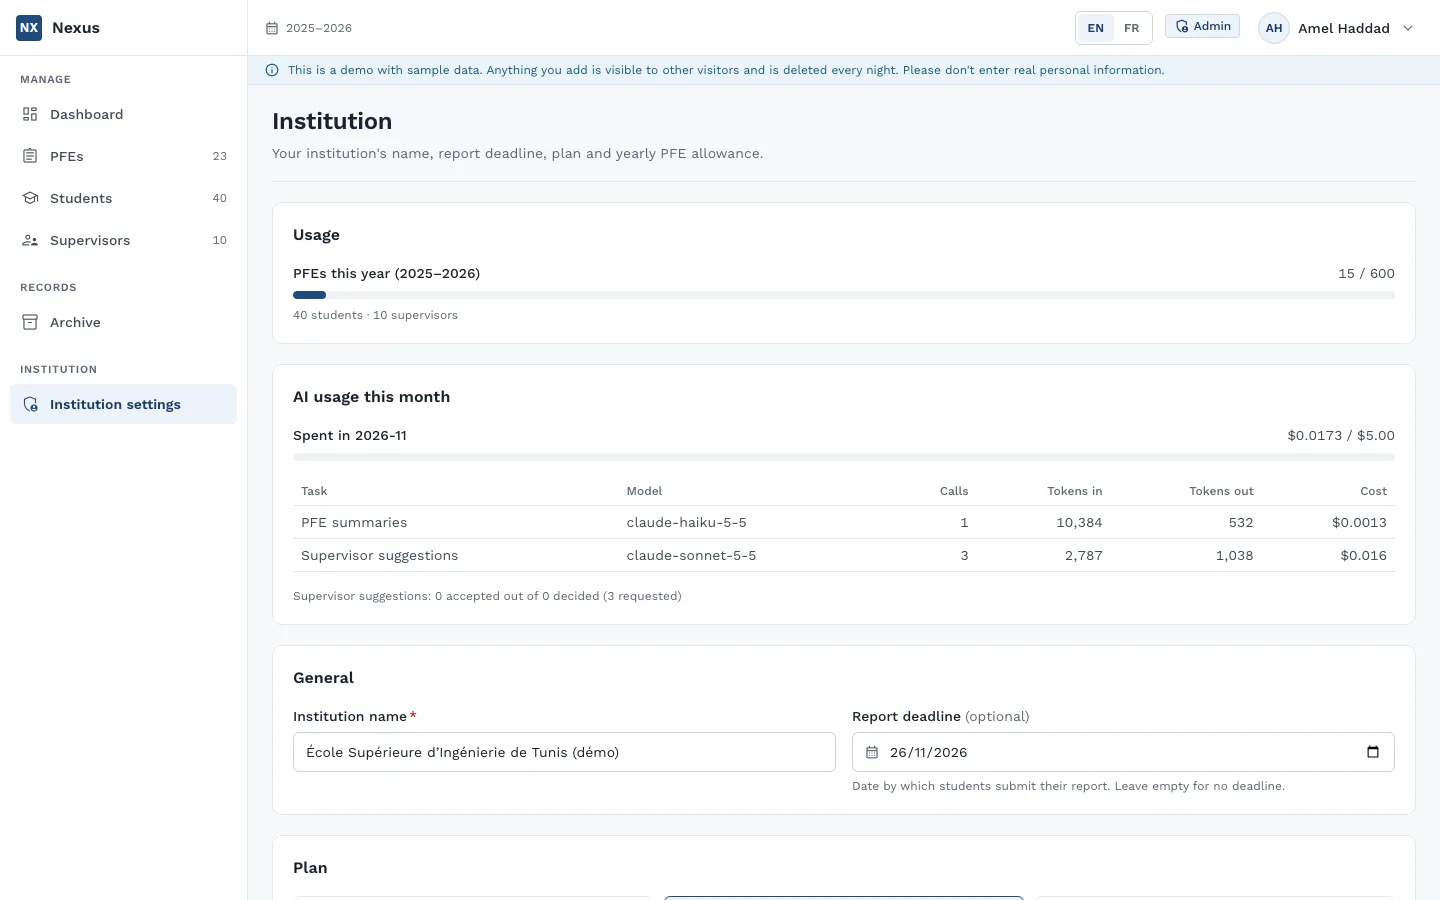 NX Nexus
2025–2026
EN FR
Admin
AH Amel Haddad
This is a demo with sample data. Anything you add is visible to other visitors and is deleted every night. Please don't enter real personal information.
MANAGE
Dashboard
PFEs 23
Students 40
Supervisors 10
RECORDS
Archive
INSTITUTION
Institution settings
Institution
Your institution's name, report deadline, plan and yearly PFE allowance.
Usage
PFEs this year (2025–2026) 15 / 600
40 students · 10 supervisors
AI usage this month
Spent in 2026-11 $0.0173 / $5.00
Task Model Calls Tokens in Tokens out Cost
PFE summaries claude-haiku-5-5 1 10,384 532 $0.0013
Supervisor suggestions claude-sonnet-5-5 3 2,787 1,038 $0.016
Supervisor suggestions: 0 accepted out of 0 decided (3 requested)
General
Institution name* Report deadline (optional)
École Supérieure d’Ingénierie de Tunis (démo) 26/11/2026
Date by which students submit their report. Leave empty for no deadline.
Plan